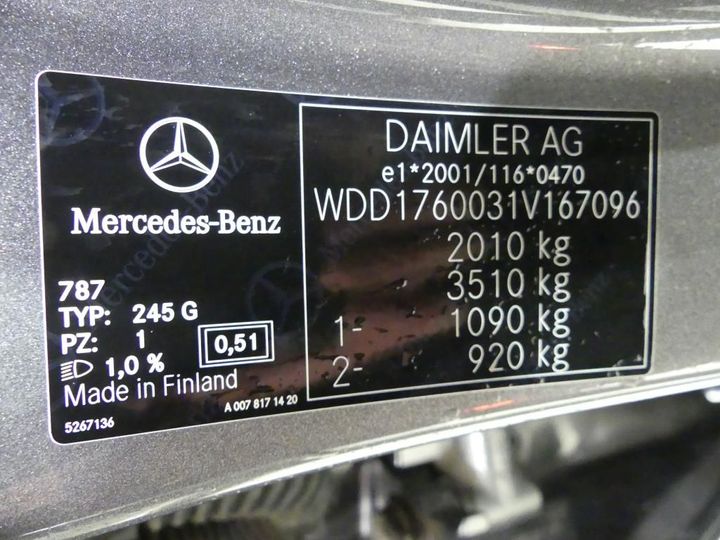 Mercedes-Benz
787
TYP: 245 G
PZ: 1
1,0 %
0,51
Made in Finland
A 007 817 14 20
5267136
DAIMLER AG
e1*2001/116*0470
WDD1760031V167096
2010 kg
3510 kg
1- 1090 kg
2- 920 kg